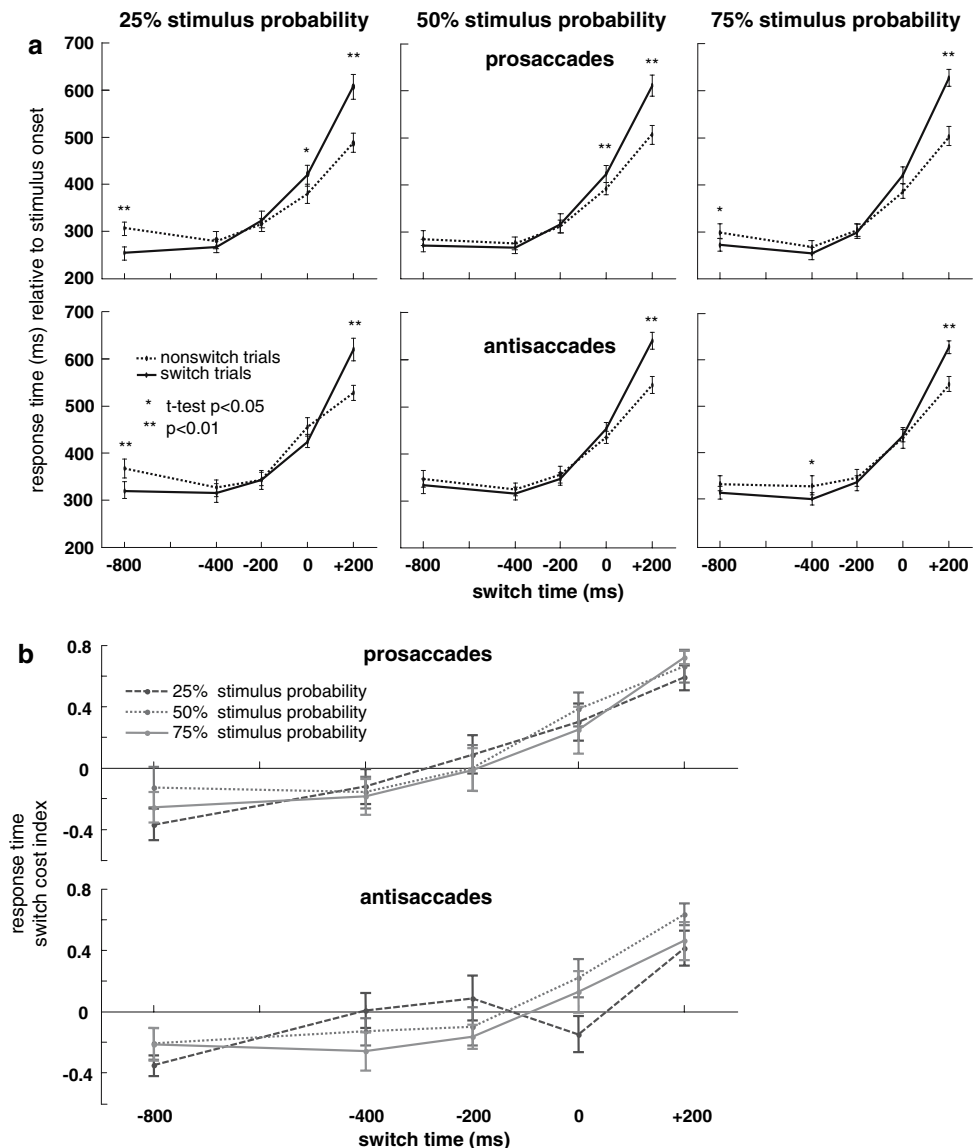 25% stimulus probability 50% stimulus probability 75% stimulus probability
a
response time (ms) relative to stimulus onset
700
600
500
400
300
200
prosaccades
** * **
** **
* **
700
600
500
400
300
200
antisaccades
nonswitch trials
switch trials
* t-test p<0.05
** p<0.01
** **
**
* **
-800 -400 -200 0 +200 -800 -400 -200 0 +200 -800 -400 -200 0 +200
switch time (ms)
b
response time
switch cost index
prosaccades
0.8
0.4
0
-0.4
25% stimulus probability
50% stimulus probability
75% stimulus probability
antisaccades
0.8
0.4
0
-0.4
-800 -400 -200 0 +200
switch time (ms)